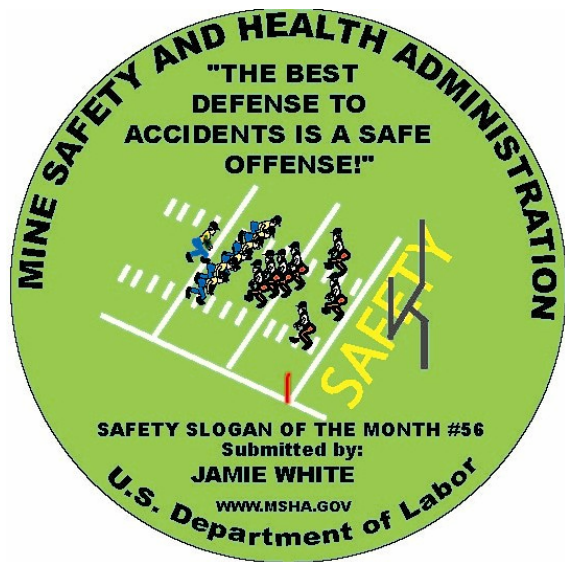 MINE SAFETY AND HEALTH ADMINISTRATION
"THE BEST
DEFENSE TO
ACCIDENTS IS A SAFE
OFFENSE!"
SAFETY
SAFETY SLOGAN OF THE MONTH #56
Submitted by:
JAMIE WHITE
WWW.MSHA.GOV
U.S. Department of Labor